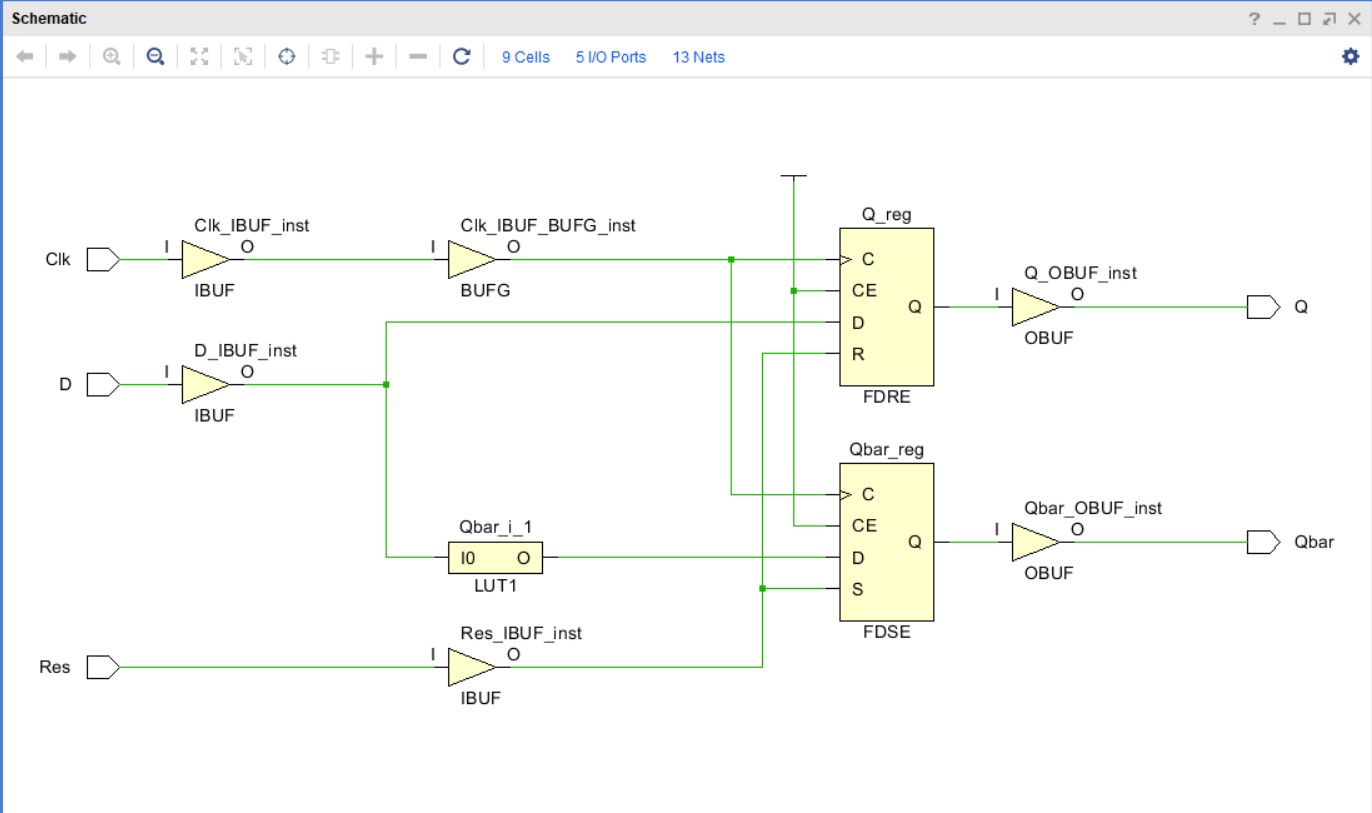 Schematic
9 Cells 5 I/O Ports 13 Nets
Clk
I
Clk_IBUF_inst
O
IBUF
I
Clk_IBUF_BUFG_inst
O
BUFG
D
I
D_IBUF_inst
O
IBUF
Q_reg
C
CE
D
R
Q
FDRE
I
Q_OBUF_inst
O
OBUF
Q
Qbar_i_1
I0 O
LUT1
Res
I
Res_IBUF_inst
O
IBUF
Qbar_reg
C
CE
D
S
Q
FDSE
I
Qbar_OBUF_inst
O
OBUF
Qbar